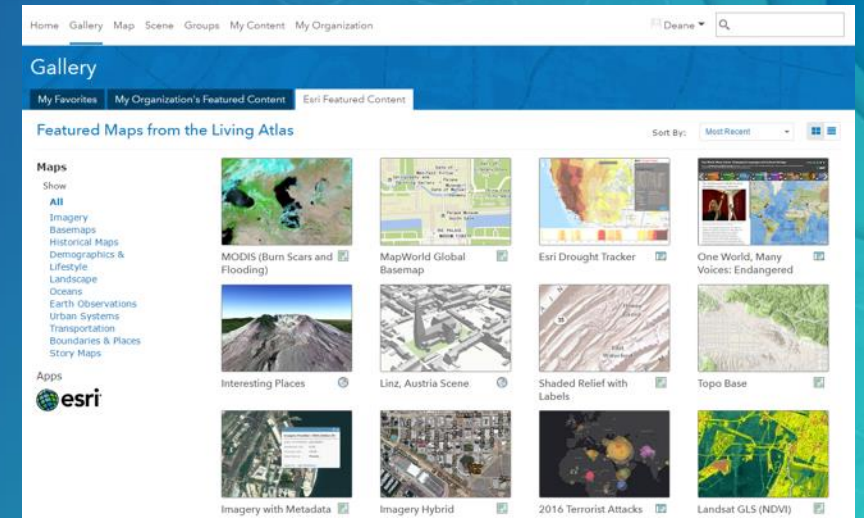 Home Gallery Map Scene Groups My Content My Organization
Deane
Gallery
My Favorites My Organization's Featured Content Esri Featured Content
Featured Maps from the Living Atlas
Sort By: Most Recent
Maps
Show
All
Imagery
Basemaps
Historical Maps
Demographics &
Lifestyle
Landscape
Oceans
Earth Observations
Urban Systems
Transportation
Boundaries & Places
Story Maps
Apps
esri
MODIS (Burn Scars and
Flooding)
MapWorld Global
Basemap
Esri Drought Tracker
One World, Many
Voices: Endangered
Interesting Places
Linz, Austria Scene
Shaded Relief with
Labels
Topo Base
Imagery with Metadata
Imagery Hybrid
2016 Terrorist Attacks
Landsat GLS (NDVI)